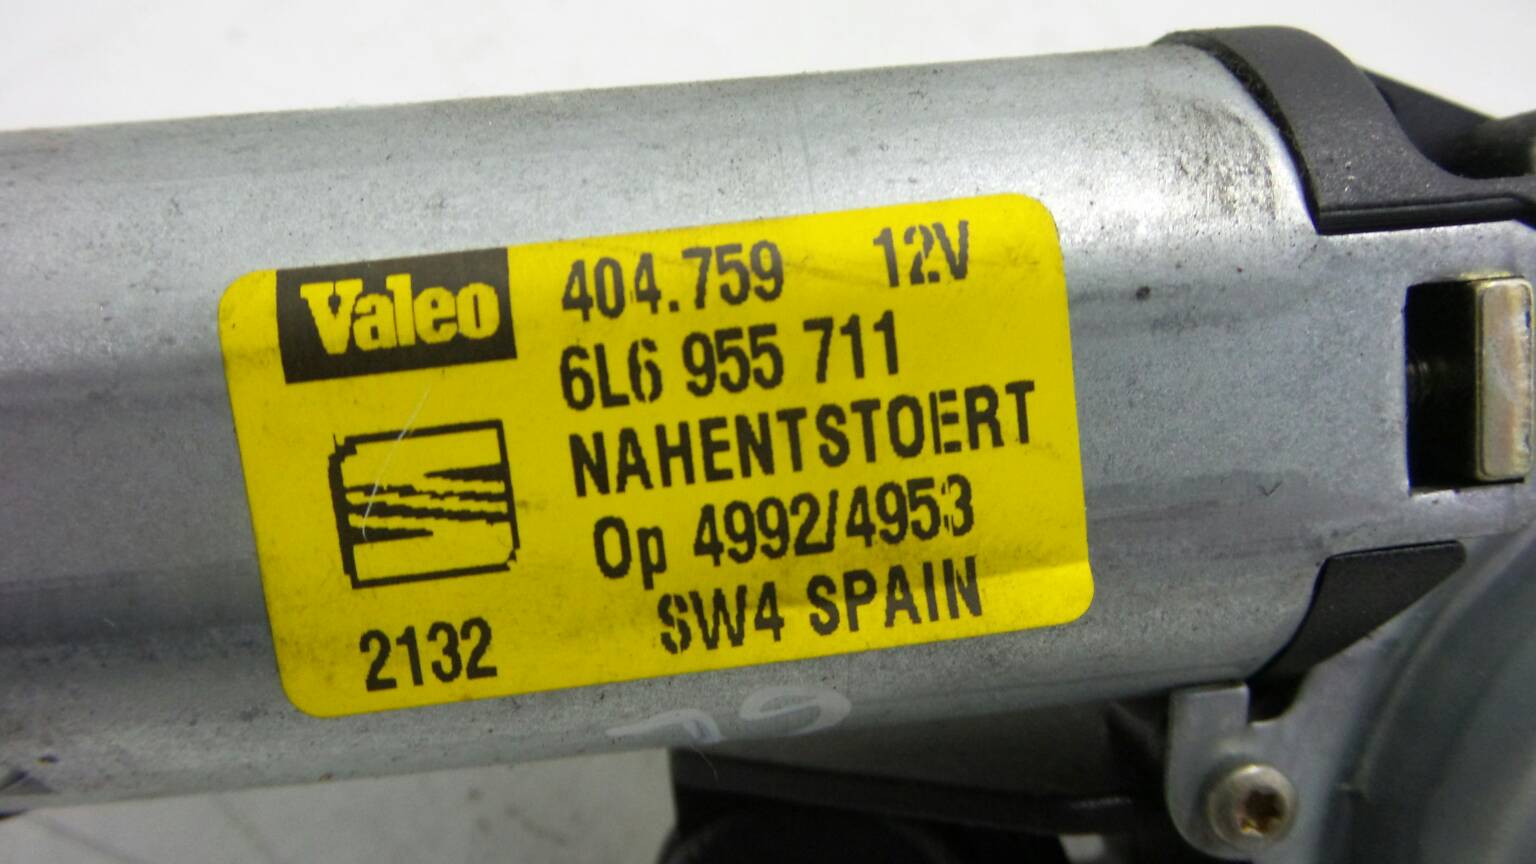 Valeo
404.759 12V
6L6 955 711
NAHENTSTOERT
Op 4992/4953
SW4 SPAIN
2132